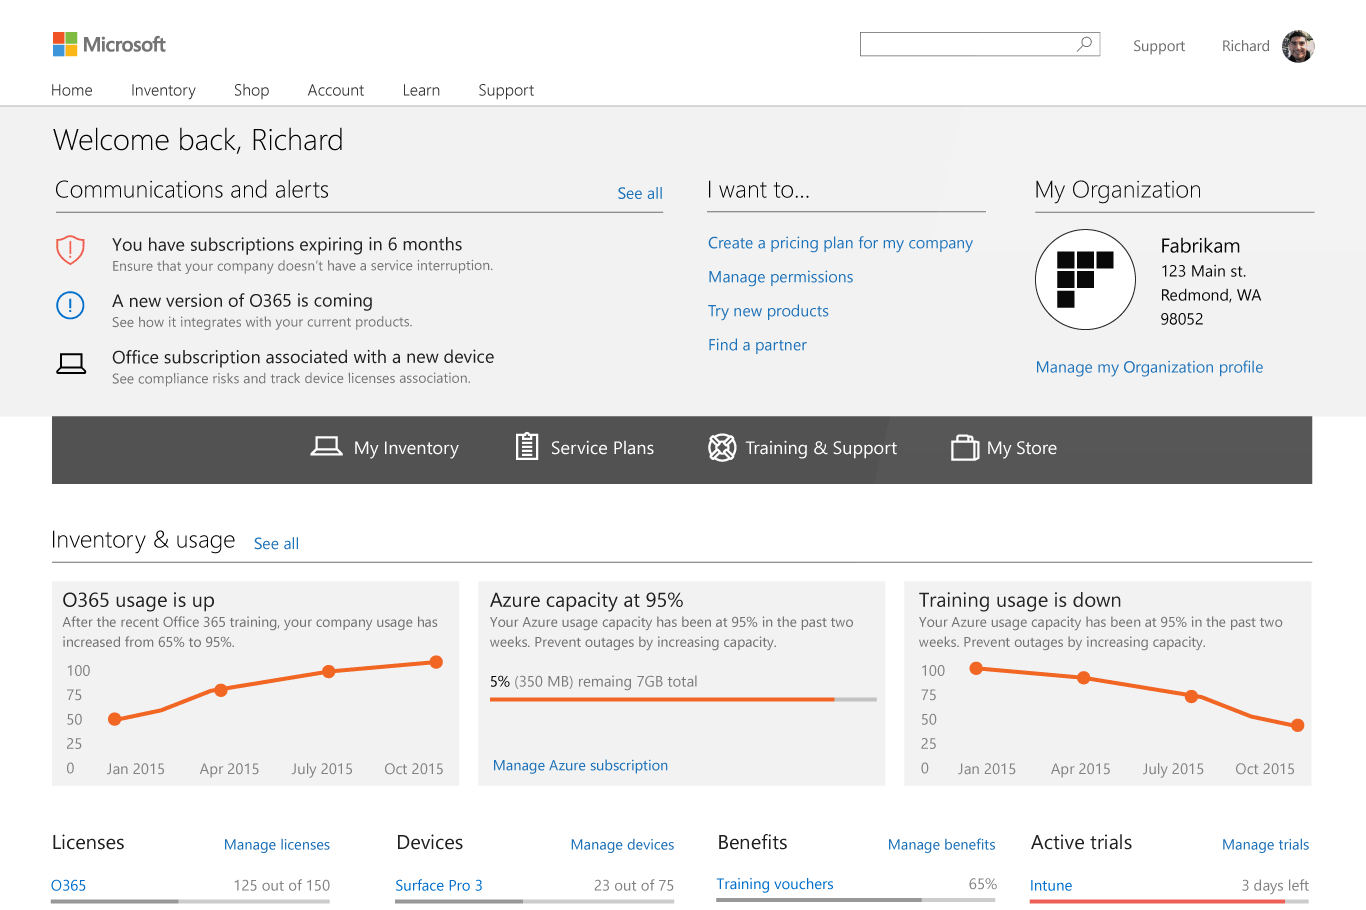 Microsoft
Support
Richard
Home
Inventory
Shop
Account
Learn
Support
Welcome back, Richard
Communications and alerts
See all
You have subscriptions expiring in 6 months
Ensure that your company doesn't have a service interruption.
A new version of O365 is coming
See how it integrates with your current products.
Office subscription associated with a new device
See compliance risks and track device licenses association.
I want to...
Create a pricing plan for my company
Manage permissions
Try new products
Find a partner
My Organization
Fabrikam
123 Main st.
Redmond, WA
98052
Manage my Organization profile
My Inventory
Service Plans
Training & Support
My Store
Inventory & usage
See all
O365 usage is up
After the recent Office 365 training, your company usage has
increased from 65% to 95%.
100
75
50
25
0
Jan 2015
Apr 2015
July 2015
Oct 2015
Azure capacity at 95%
Your Azure usage capacity has been at 95% in the past two
weeks. Prevent outages by increasing capacity.
5% (350 MB) remaing 7GB total
Manage Azure subscription
Training usage is down
Your Azure usage capacity has been at 95% in the past two
weeks. Prevent outages by increasing capacity.
100
75
50
25
0
Jan 2015
Apr 2015
July 2015
Oct 2015
Licenses
Manage licenses
O365
125 out of 150
Devices
Manage devices
Surface Pro 3
23 out of 75
Benefits
Manage benefits
Training vouchers
65%
Active trials
Manage trials
Intune
3 days left